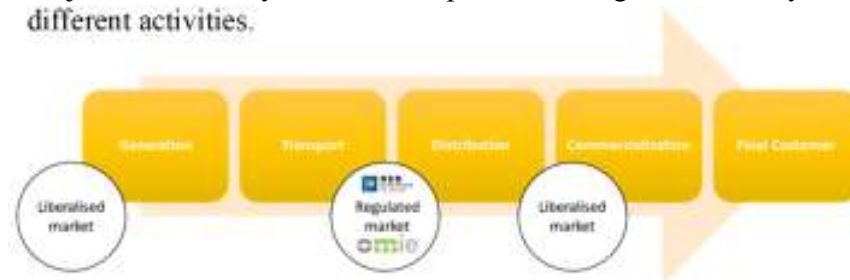 different activities.
Generation
Transport
Distribution
Commercialisation
Final Customer
Liberalised
market
Regulated
market
omie
Liberalised
market